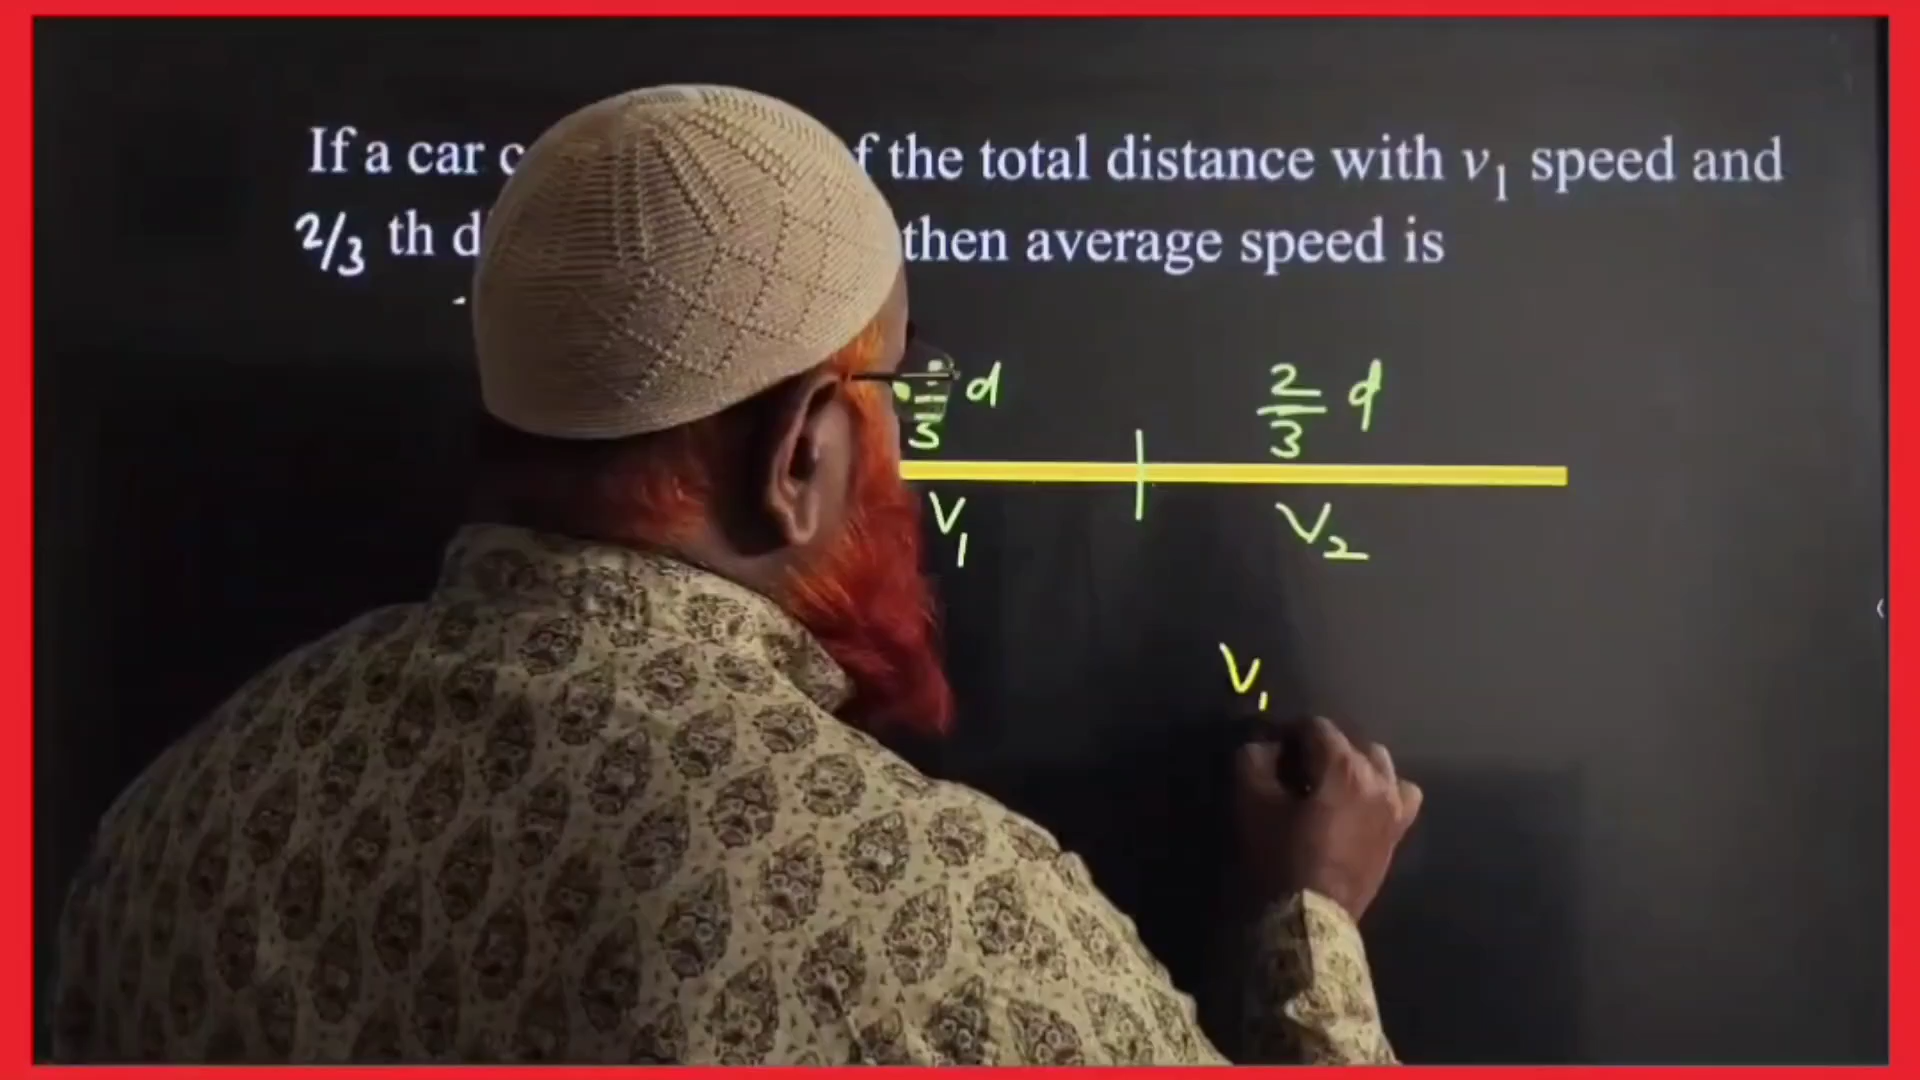 If a car the total distance with v₁ speed and
2/3 th then average speed is
d 2/3 d
V₁ V₂
V₁